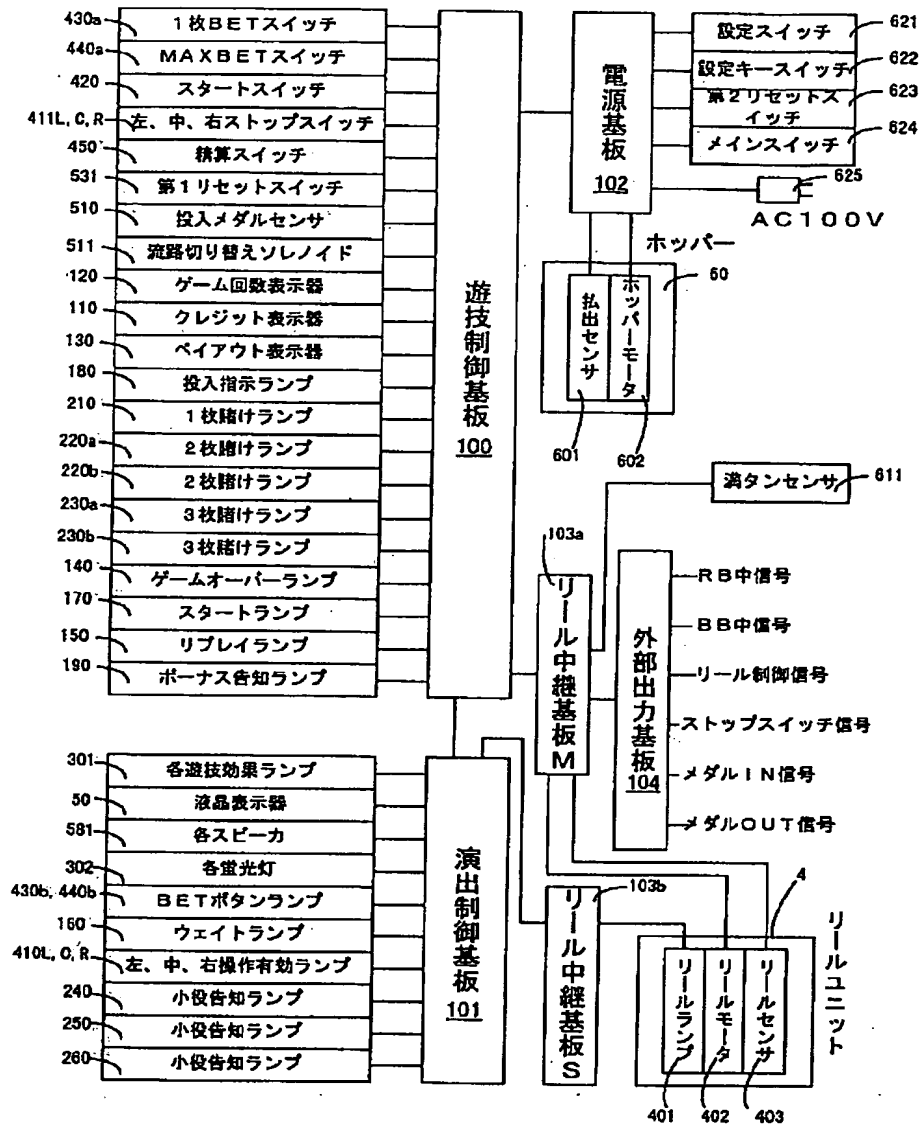 430a
１枚ＢＥＴスイッチ
440a
ＭＡＸＢＥＴスイッチ
420
スタートスイッチ
411L, C, R
左、中、右ストップスイッチ
450
精算スイッチ
531
第１リセットスイッチ
510
投入メダルセンサ
511
流路切り替えソレノイド
120
ゲーム回数表示器
110
クレジット表示器
130
ペイアウト表示器
180
投入指示ランプ
210
１枚賭けランプ
220a
２枚賭けランプ
220b
２枚賭けランプ
230a
３枚賭けランプ
230b
３枚賭けランプ
140
ゲームオーバーランプ
170
スタートランプ
150
リプレイランプ
190
ボーナス告知ランプ
遊技制御基板
100
電源基板
102
設定スイッチ
621
設定キースイッチ
622
第２リセットス
イッチ
623
メインスイッチ
624
625
ＡＣ１００Ｖ
ホッパー
60
払出センサ
ホッパーモータ
601
602
満タンセンサ
611
103a
リール中継基板Ｍ
外部出力基板
104
ＲＢ中信号
ＢＢ中信号
リール制御信号
ストップスイッチ信号
メダルＩＮ信号
メダルＯＵＴ信号
301
各遊技効果ランプ
50
液晶表示器
581
各スピーカ
302
各蛍光灯
430b, 440b
ＢＥＴボタンランプ
160
ウェイトランプ
410L, C, R
左、中、右操作有効ランプ
240
小役告知ランプ
250
小役告知ランプ
260
小役告知ランプ
演出制御基板
101
103b
リール中継基板Ｓ
4
リールユニット
リールランプ
リールモータ
リールセンサ
401
402
403